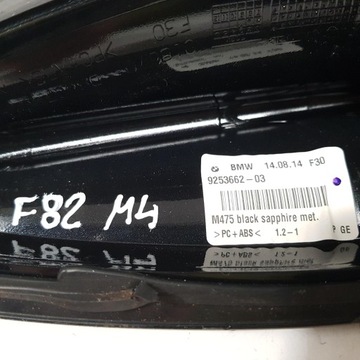 F30
BMW 14.08.14 F30
9253662-03
M475 black sapphire met.
>PC+ABS< 1.2-1
P GE
F82 M4